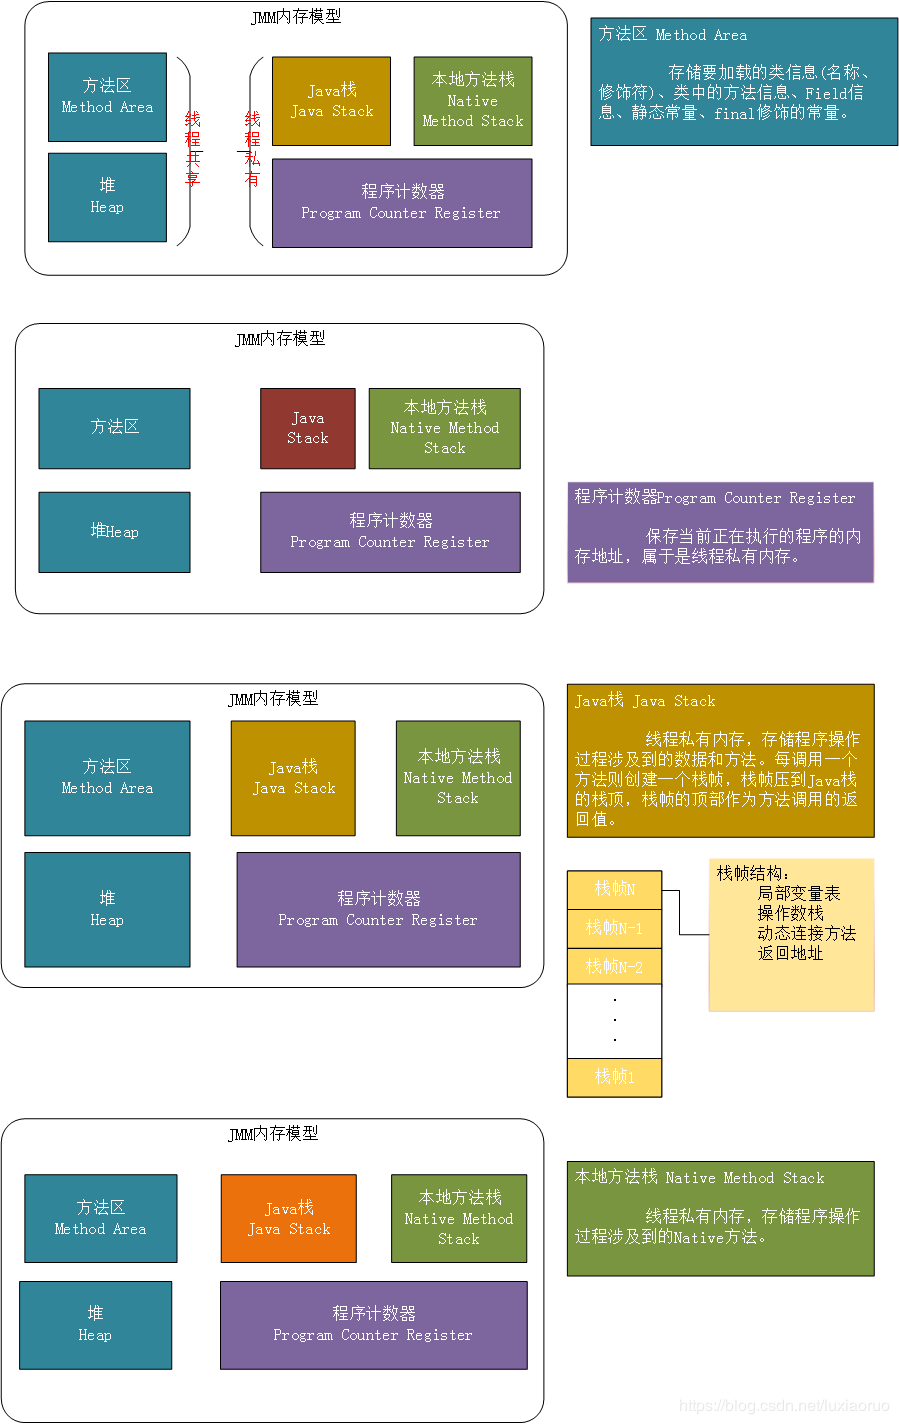 JMM内存模型
方法区
Method Area
堆
Heap
线程共享
线程私有
Java栈
Java Stack
本地方法栈
Native
Method Stack
程序计数器
Program Counter Register
方法区 Method Area
存储要加载的类信息(名称、
修饰符)、类中的方法信息、Field信
息、静态常量、final修饰的常量。
JMM内存模型
方法区
堆Heap
Java
Stack
本地方法栈
Native Method
Stack
程序计数器
Program Counter Register
程序计数器Program Counter Register
保存当前正在执行的程序的内
存地址，属于是线程私有内存。
JMM内存模型
方法区
Method Area
堆
Heap
Java栈
Java Stack
本地方法栈
Native Method
Stack
程序计数器
Program Counter Register
Java栈 Java Stack
线程私有内存，存储程序操作
过程涉及到的数据和方法。每调用一个
方法则创建一个栈帧，栈帧压到Java栈
的栈顶，栈帧的顶部作为方法调用的返
回值。
栈帧N
栈帧N-1
栈帧N-2
.
.
.
栈帧1
栈帧结构：
局部变量表
操作数栈
动态连接方法
返回地址
JMM内存模型
方法区
Method Area
堆
Heap
Java栈
Java Stack
本地方法栈
Native Method
Stack
程序计数器
Program Counter Register
本地方法栈 Native Method Stack
线程私有内存，存储程序操作
过程涉及到的Native方法。
https://blog.csdn.net/luxiaoruo